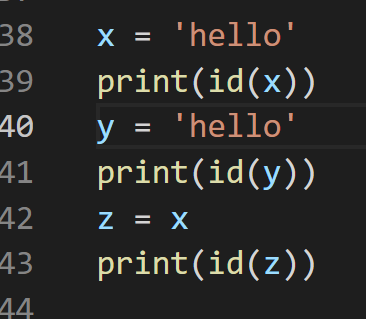 38 x = 'hello'
39 print(id(x))
40 y = 'hello'
41 print(id(y))
42 z = x
43 print(id(z))
44